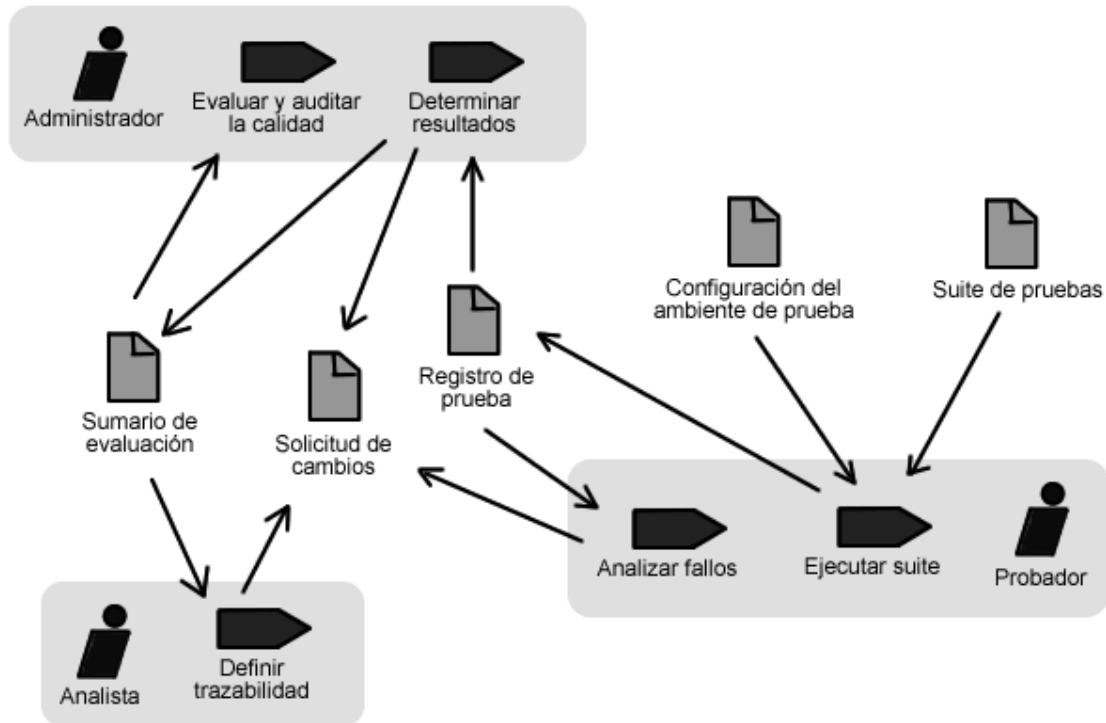 Administrador
Evaluar y auditar
la calidad
Determinar
resultados
Configuración del
ambiente de prueba
Suite de pruebas
Sumario de
evaluación
Solicitud de
cambios
Registro de
prueba
Analizar fallos
Ejecutar suite
Probador
Analista
Definir
trazabilidad